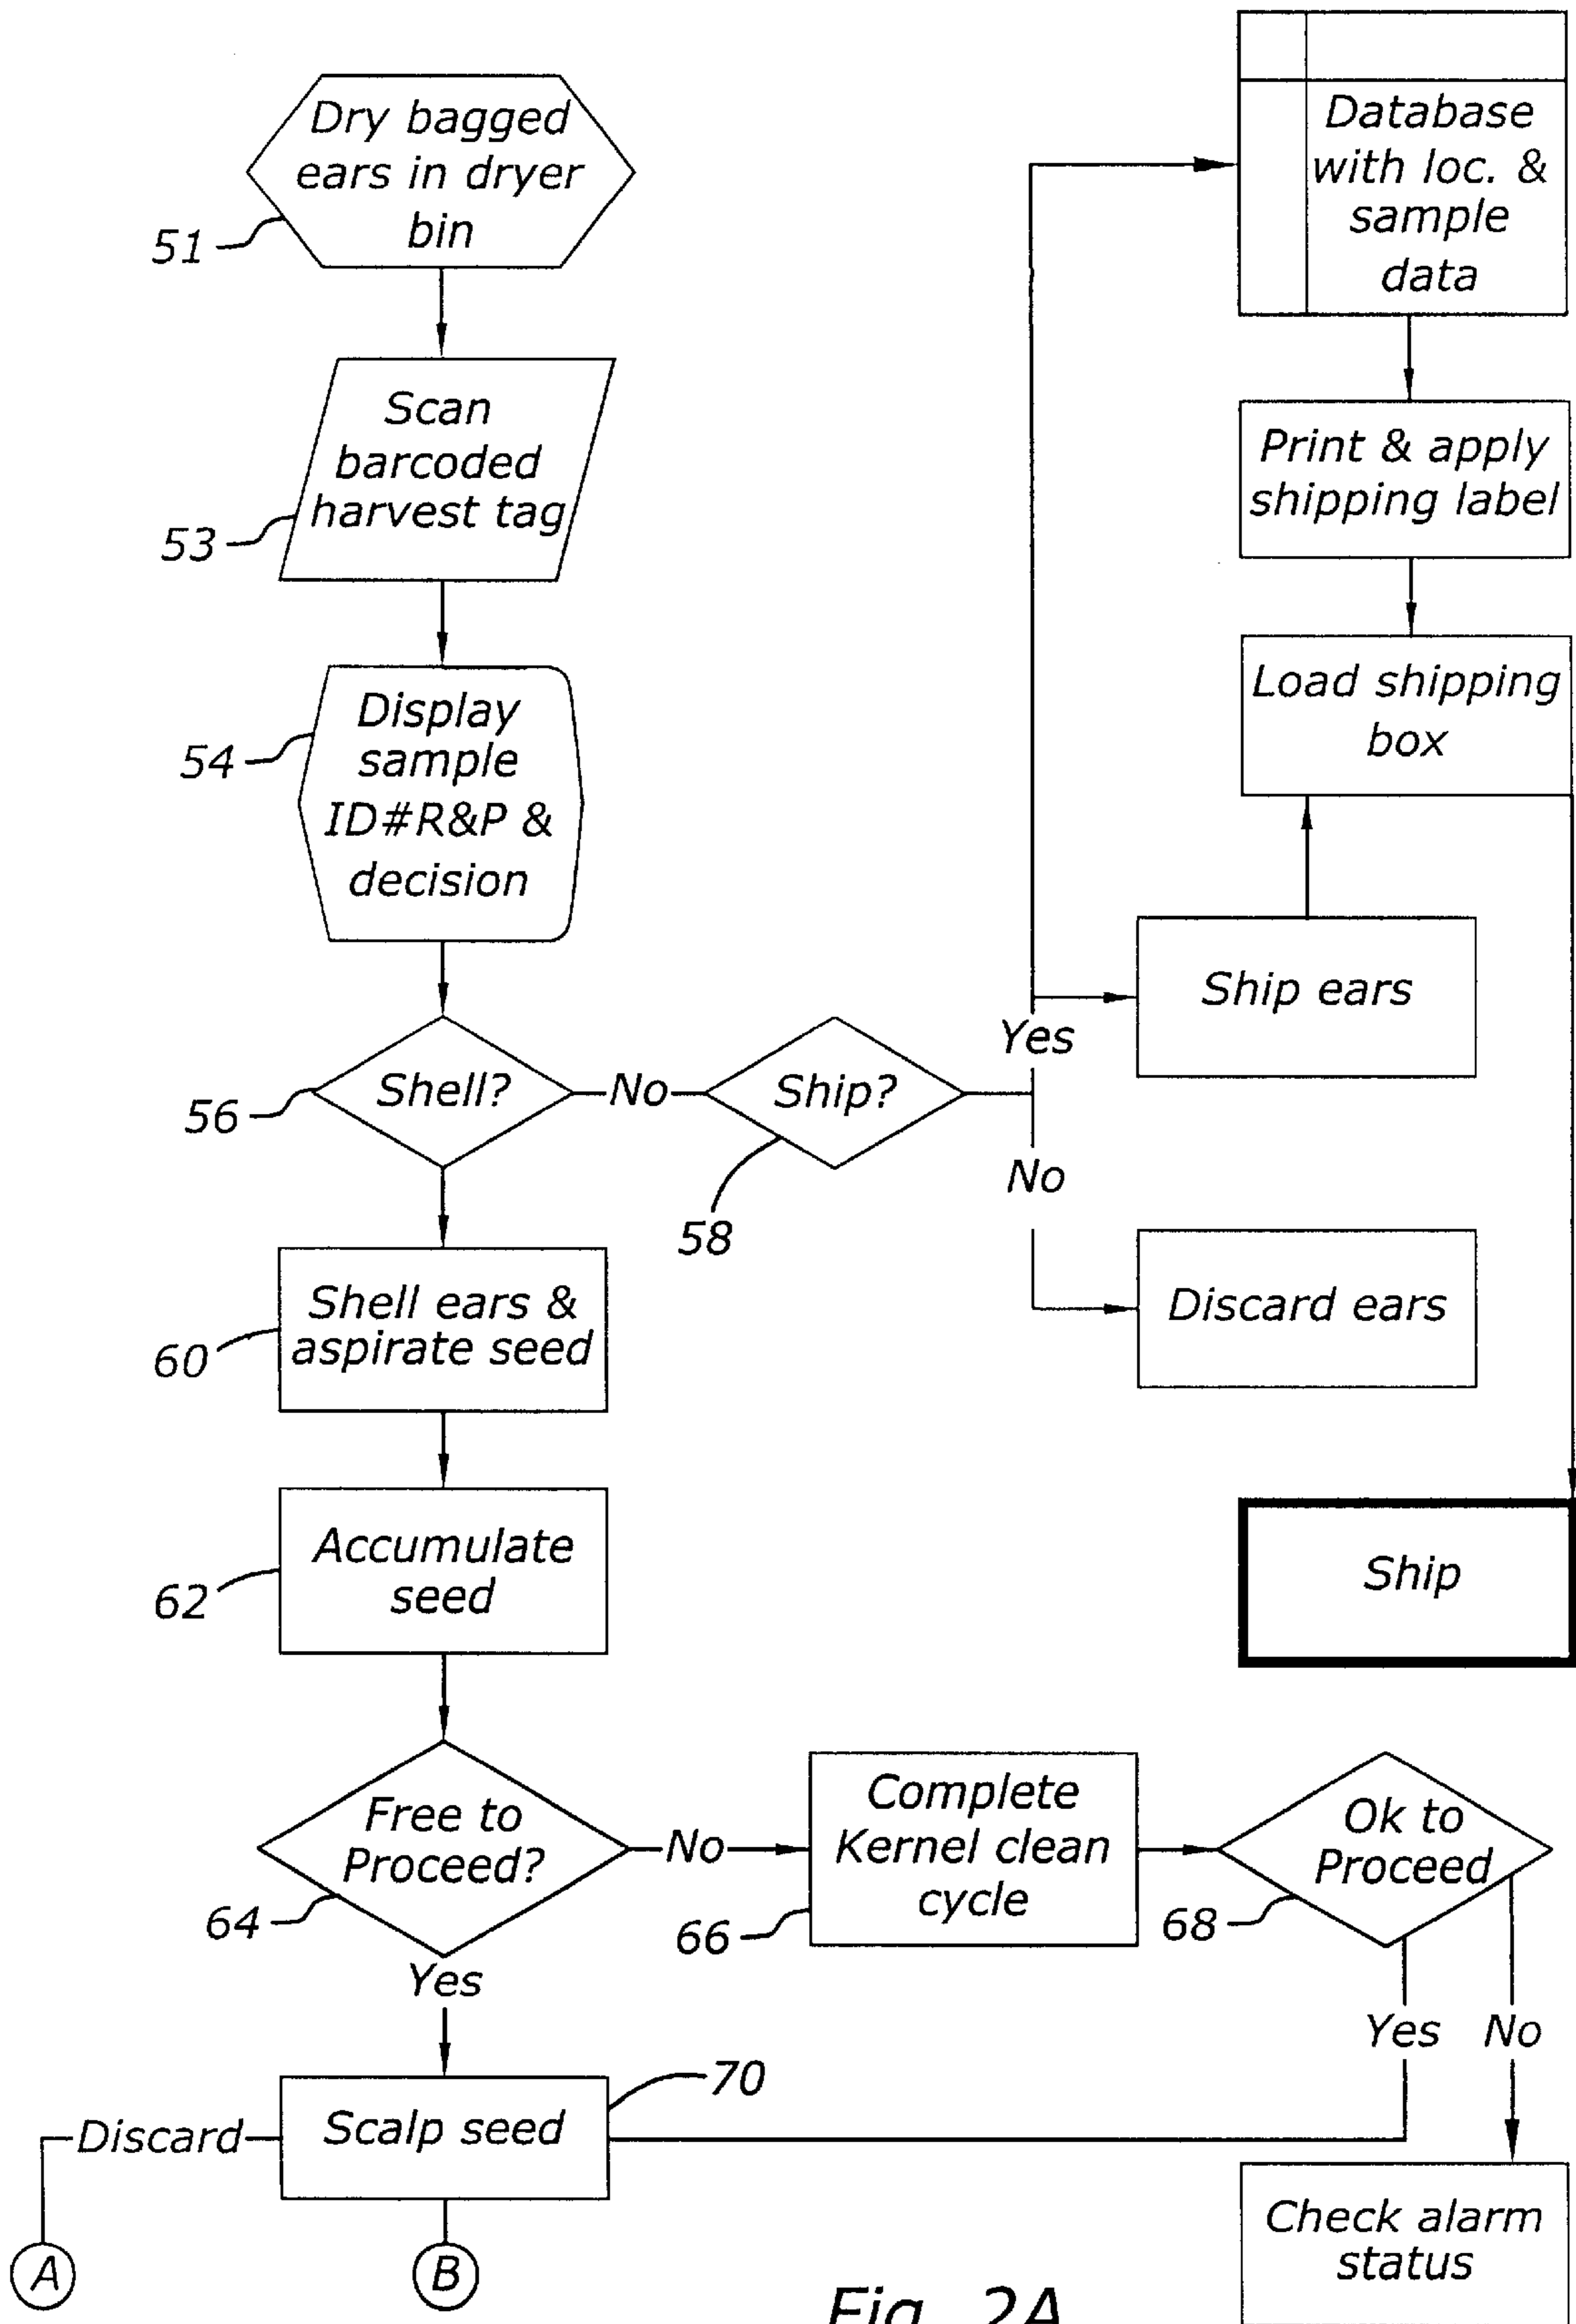 Dry bagged
ears in dryer
bin
51
Scan
barcoded
harvest tag
53
Display
sample
ID#R&P &
decision
54
Shell?
56
No
Ship?
58
Yes
No
Database
with loc. &
sample
data
Print & apply
shipping label
Load shipping
box
Ship ears
Discard ears
Ship
Shell ears &
aspirate seed
60
Accumulate
seed
62
Free to
Proceed?
64
No
Complete
Kernel clean
cycle
66
Ok to
Proceed
68
Yes
Yes
No
Scalp seed
70
Discard
A
B
Check alarm
status
Fig. 2A